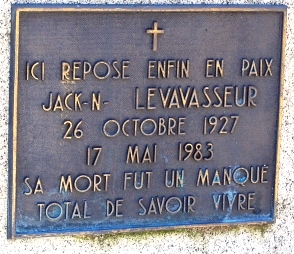 ICI REPOSE ENFIN EN PAIX
JACK-N- LEVAVASSEUR
26 OCTOBRE 1927
17 MAI 1983
SA MORT FUT UN MANQUÉ
TOTAL DE SAVOIR VIVRE